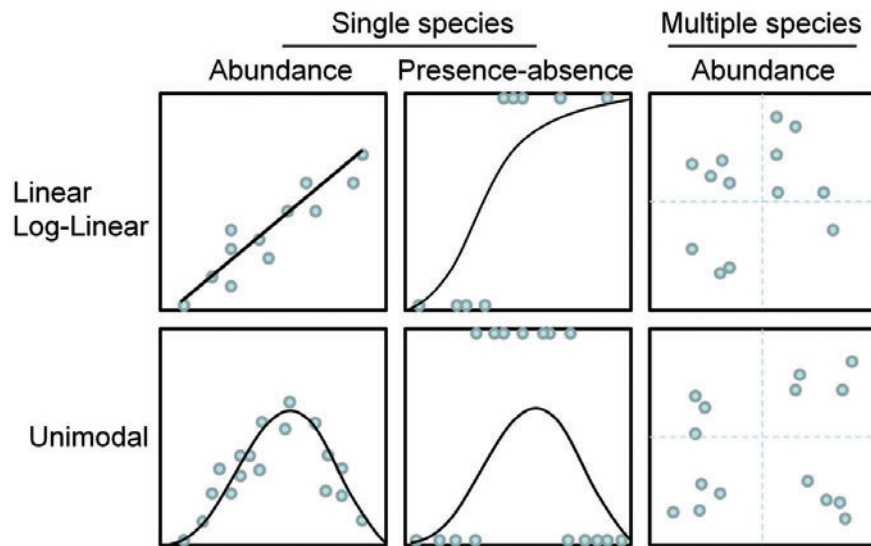 Single species
Multiple species
Abundance
Presence-absence
Abundance
Linear
Log-Linear
Unimodal